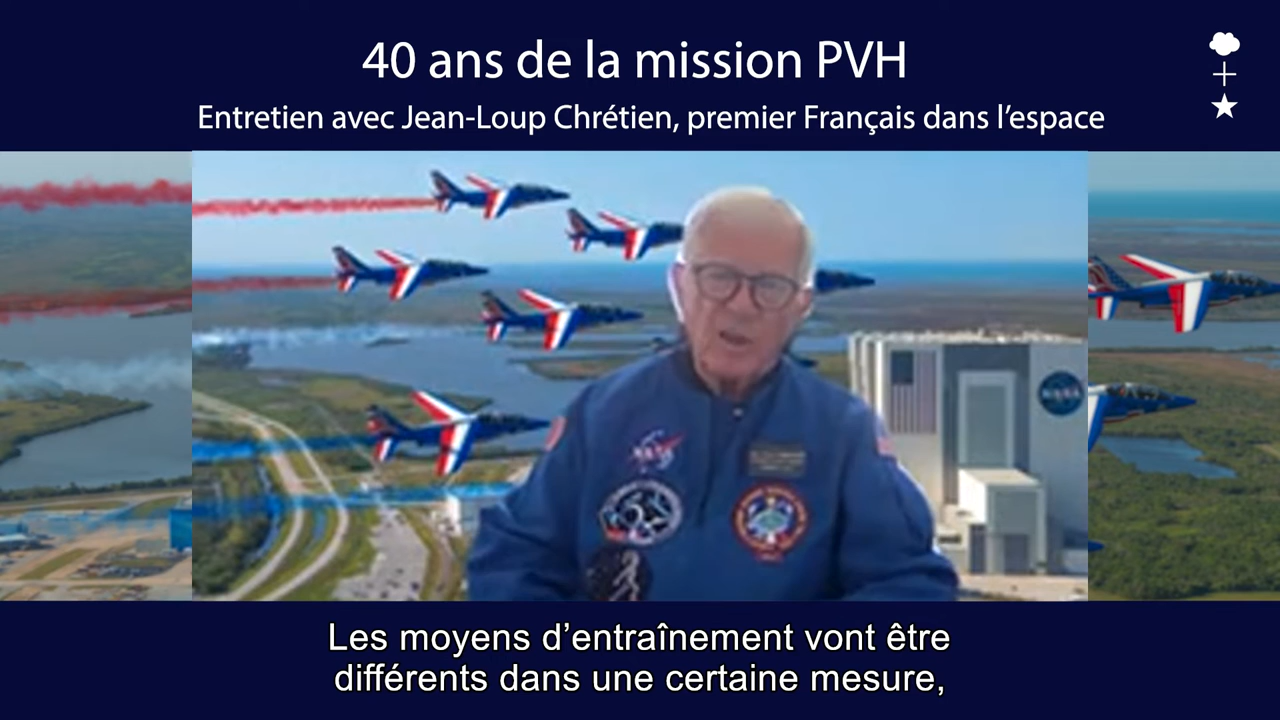 40 ans de la mission PVH
Entretien avec Jean-Loup Chrétien, premier Français dans l’espace
NASA
NASA
Les moyens d’entraînement vont être
différents dans une certaine mesure,